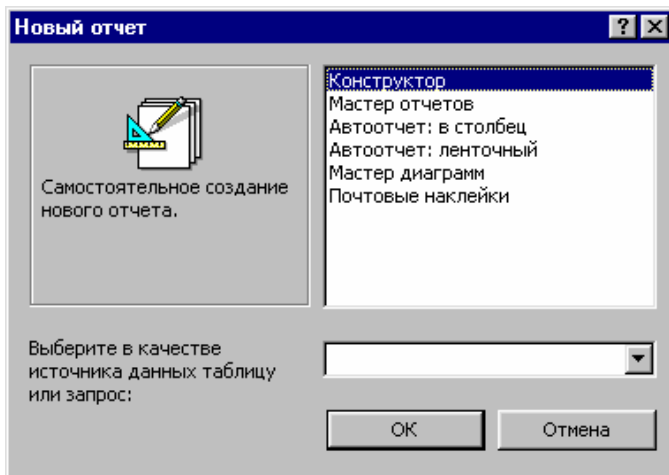 Новый отчет
Самостоятельное создание
нового отчета.
Конструктор
Мастер отчетов
Автоотчет: в столбец
Автоотчет: ленточный
Мастер диаграмм
Почтовые наклейки
Выберите в качестве
источника данных таблицу
или запрос:
ОК
Отмена